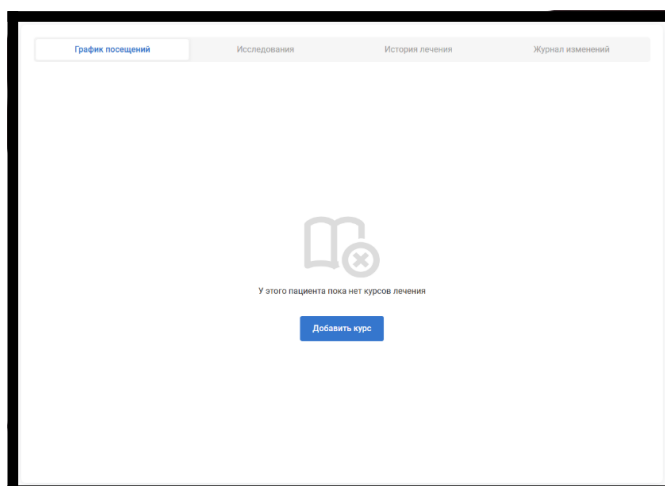 График посещений
Исследования
История лечения
Журнал изменений
У этого пациента пока нет курсов лечения
Добавить курс